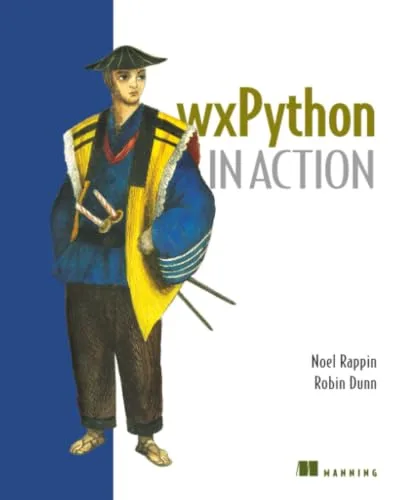 wxPython
IN ACTION
Noel Rappin
Robin Dunn
MANNING